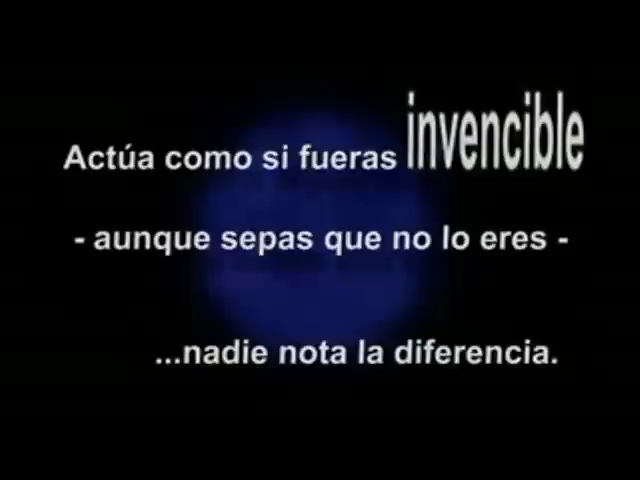 Actúa como si fueras invencible
- aunque sepas que no lo eres -
...nadie nota la diferencia.